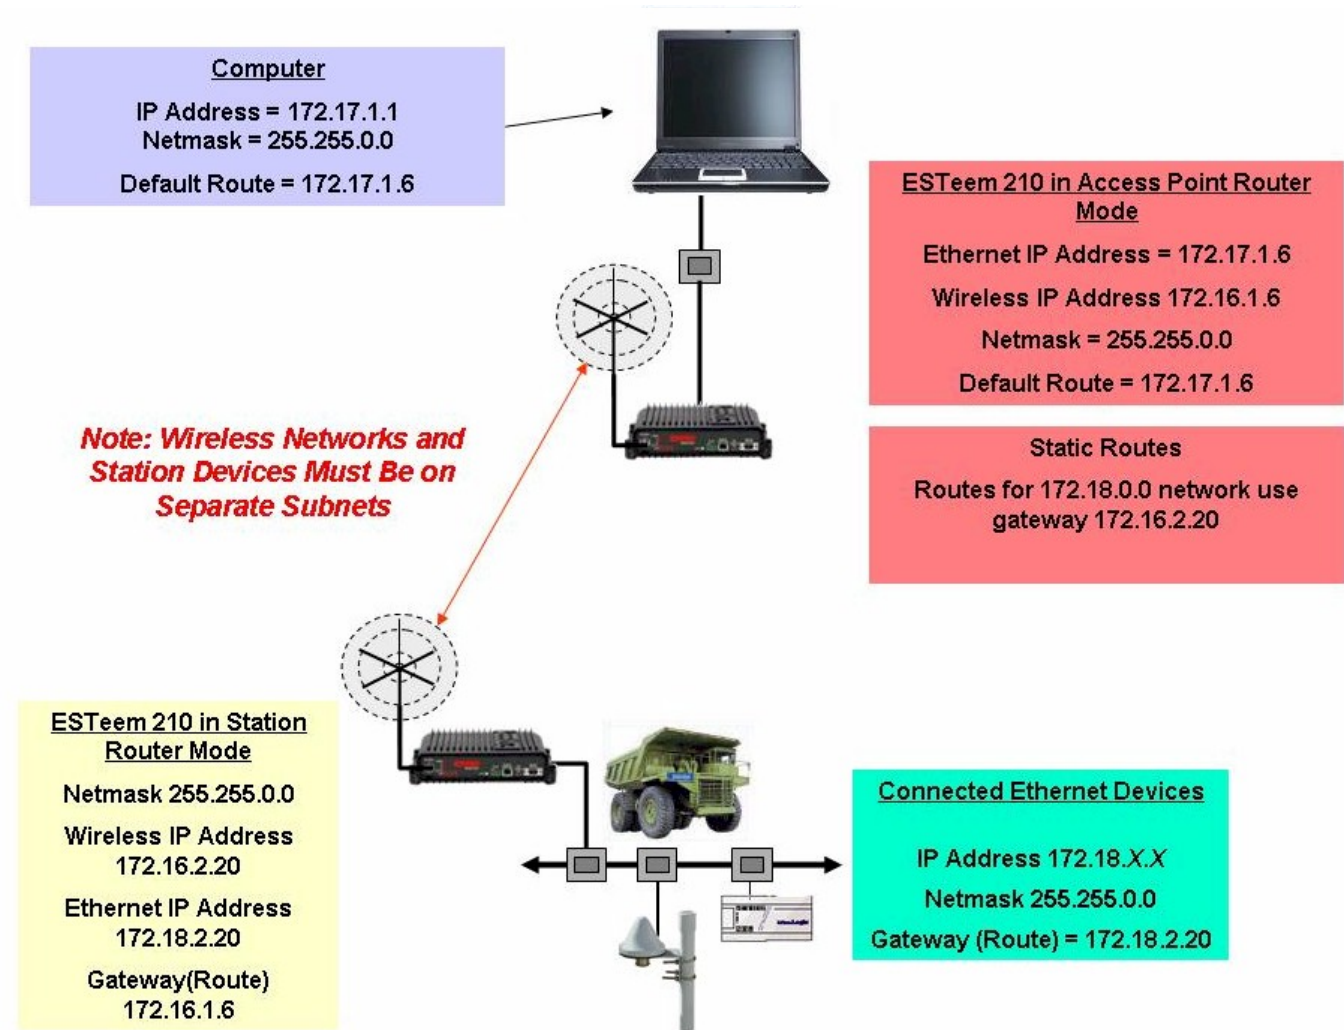 Computer
IP Address = 172.17.1.1
Netmask = 255.255.0.0
Default Route = 172.17.1.6
ESTeem 210 in Access Point Router
Mode
Ethernet IP Address = 172.17.1.6
Wireless IP Address 172.16.1.6
Netmask = 255.255.0.0
Default Route = 172.17.1.6
Static Routes
Routes for 172.18.0.0 network use
gateway 172.16.2.20
Note: Wireless Networks and
Station Devices Must Be on
Separate Subnets
ESTeem 210 in Station
Router Mode
Netmask 255.255.0.0
Wireless IP Address
172.16.2.20
Ethernet IP Address
172.18.2.20
Gateway(Route)
172.16.1.6
Connected Ethernet Devices
IP Address 172.18.X.X
Netmask 255.255.0.0
Gateway (Route) = 172.18.2.20